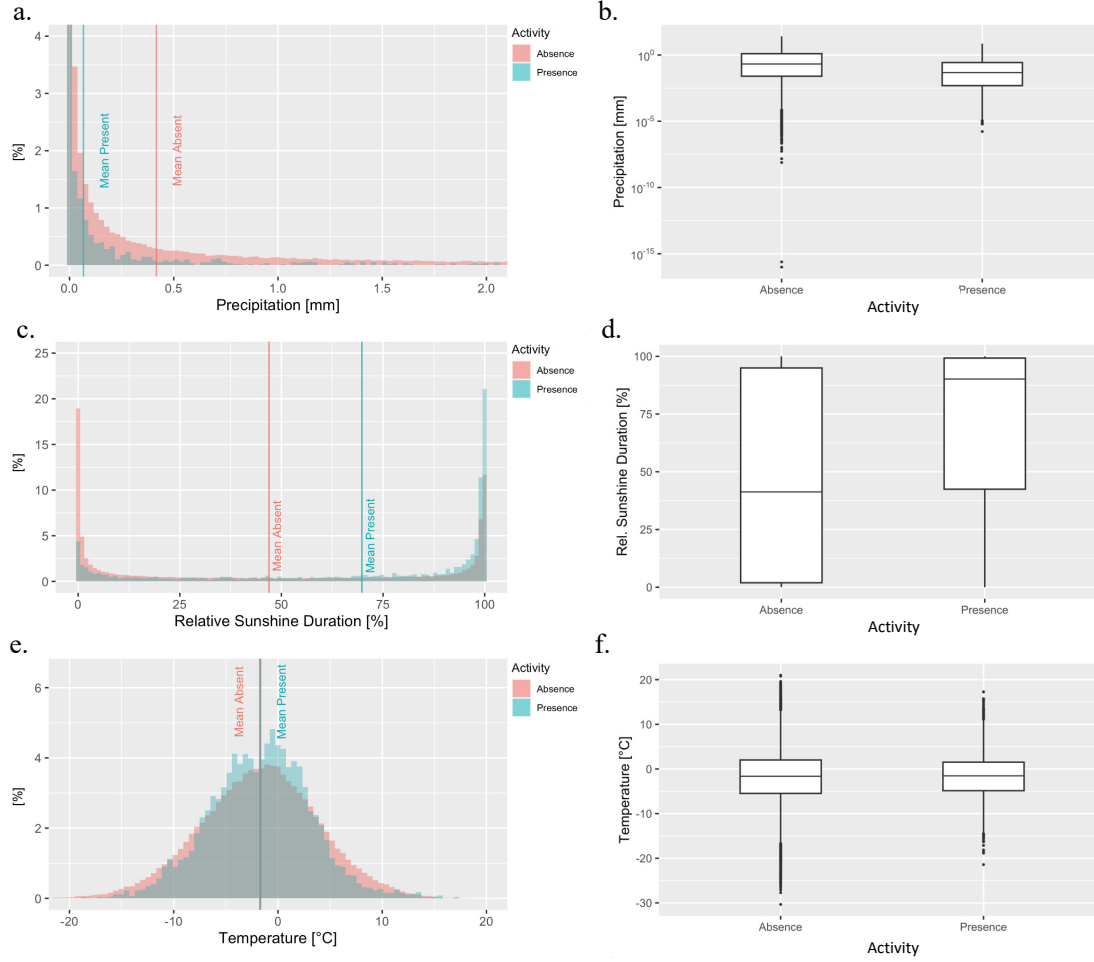 a.
Activity
Absence
Presence
4
3
2
1
0
[%]
Mean Present
Mean Absent
0.0
0.5
1.0
1.5
2.0
Precipitation [mm]
b.
10^0
10^-5
10^-10
10^-15
Precipitation [mm]
Absence
Presence
Activity
c.
Activity
Absence
Presence
25
20
15
10
5
0
[%]
Mean Absent
Mean Present
0
25
50
75
100
Relative Sunshine Duration [%]
d.
100
75
50
25
0
Rel. Sunshine Duration [%]
Absence
Presence
Activity
e.
Activity
Absence
Presence
6
4
2
0
[%]
Mean Absent
Mean Present
-20
-10
0
10
20
Temperature [°C]
f.
20
10
0
-10
-20
-30
Temperature [°C]
Absence
Presence
Activity